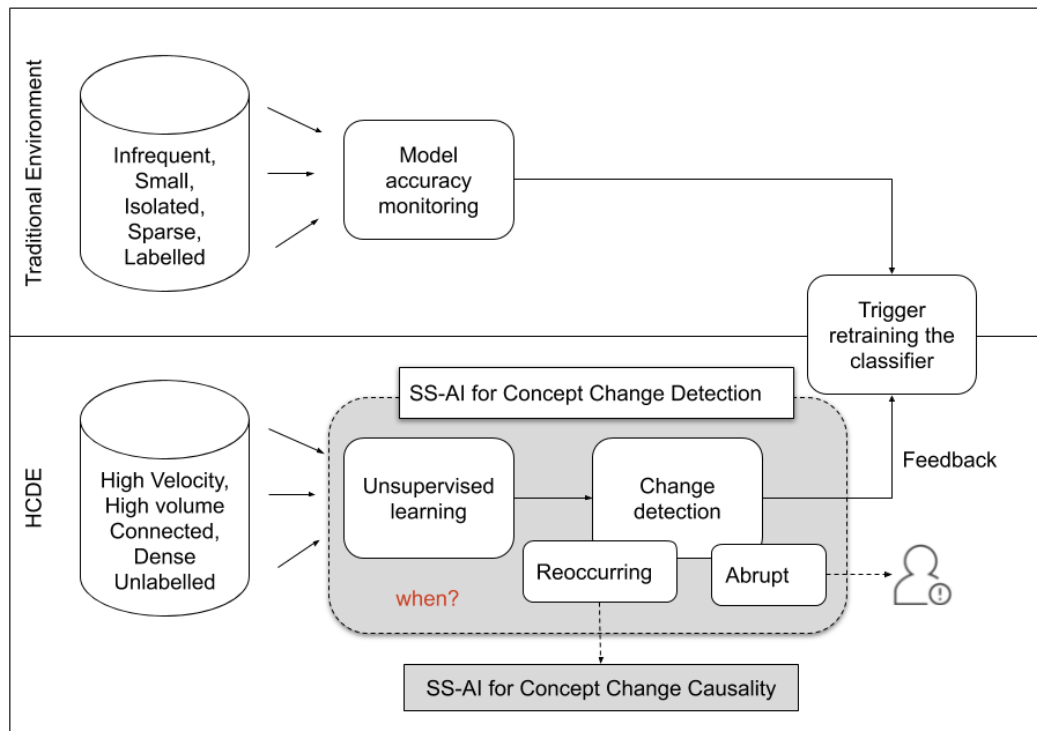 Traditional Environment
Infrequent,
Small,
Isolated,
Sparse,
Labelled
Model
accuracy
monitoring
Trigger
retraining the
classifier
HCDE
High Velocity,
High volume
Connected,
Dense
Unlabelled
SS-AI for Concept Change Detection
Unsupervised
learning
Change
detection
Feedback
Reoccurring
Abrupt
when?
SS-AI for Concept Change Causality